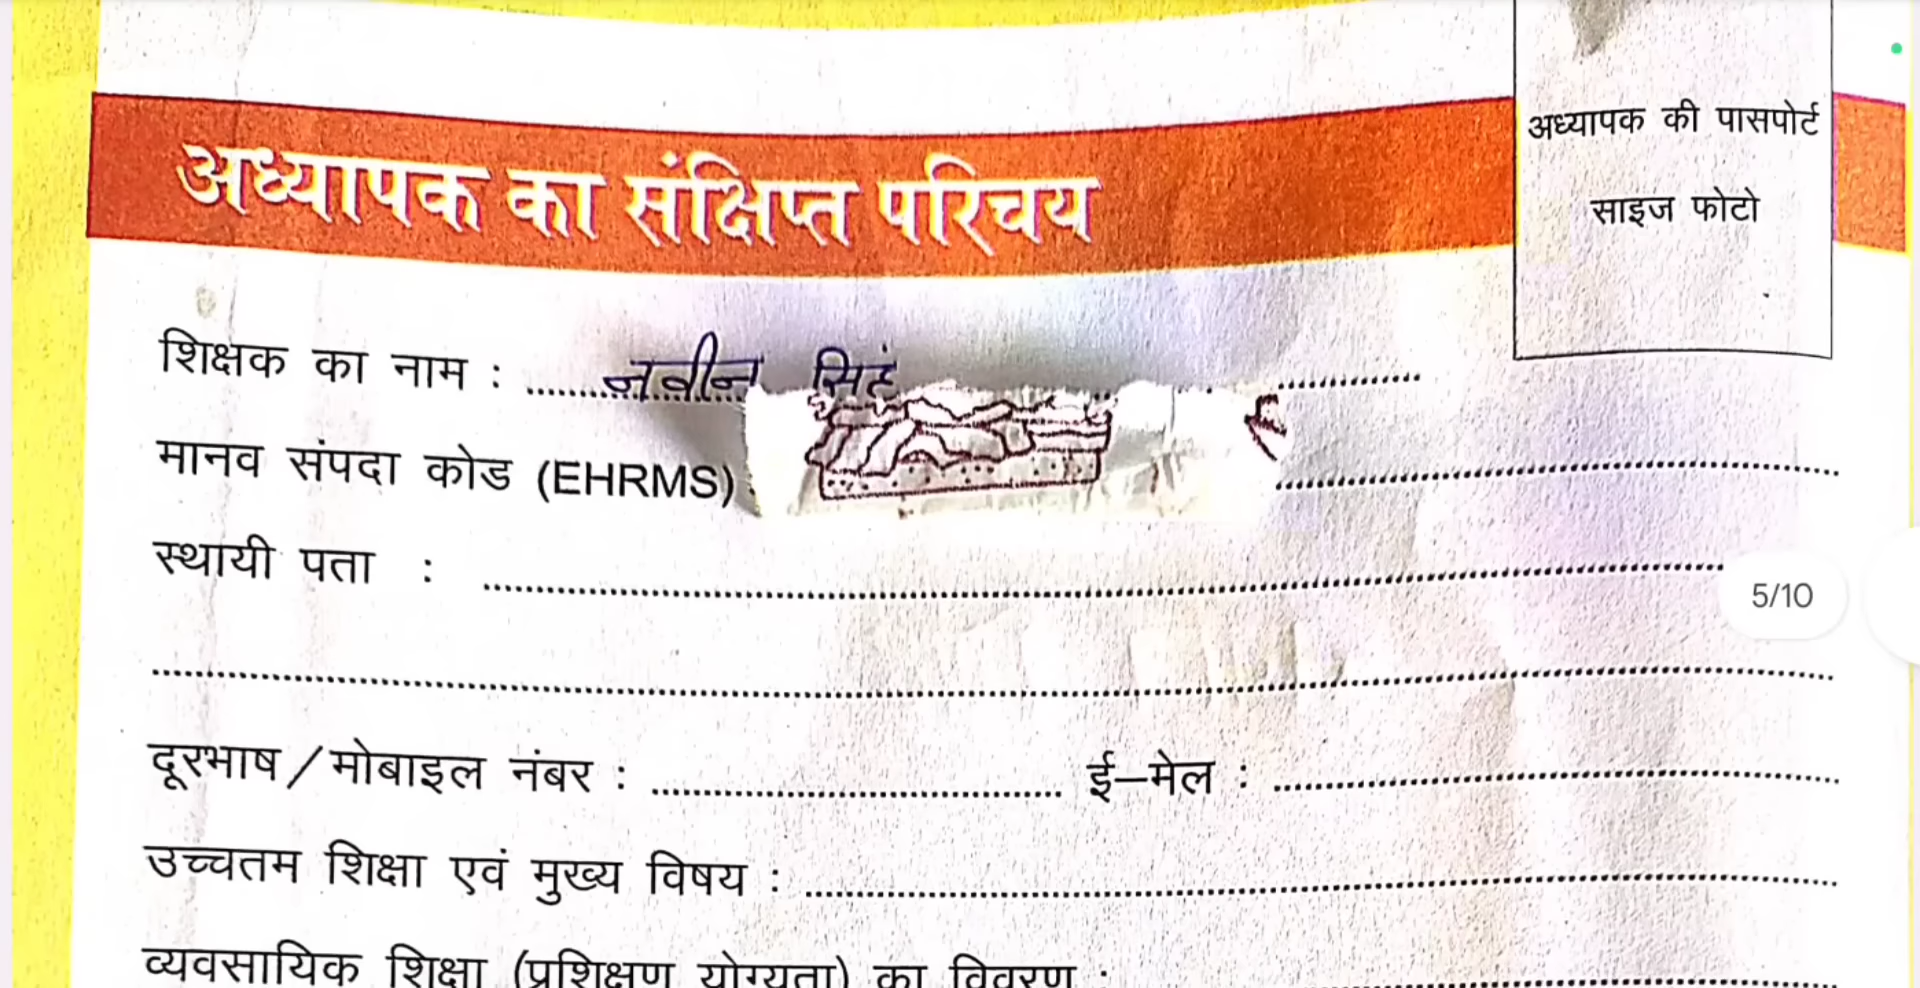 अध्यापक की पासपोर्ट
साइज फोटो
अध्यापक का संक्षिप्त परिचय
शिक्षक का नाम : नवीन सिहं
मानव संपदा कोड (EHRMS)
स्थायी पता :
दूरभाष/मोबाइल नंबर : ई–मेल :
उच्चतम शिक्षा एवं मुख्य विषय :
व्यवसायिक शिक्षा (प्रशिक्षण योग्यता) का विवरण :
5/10